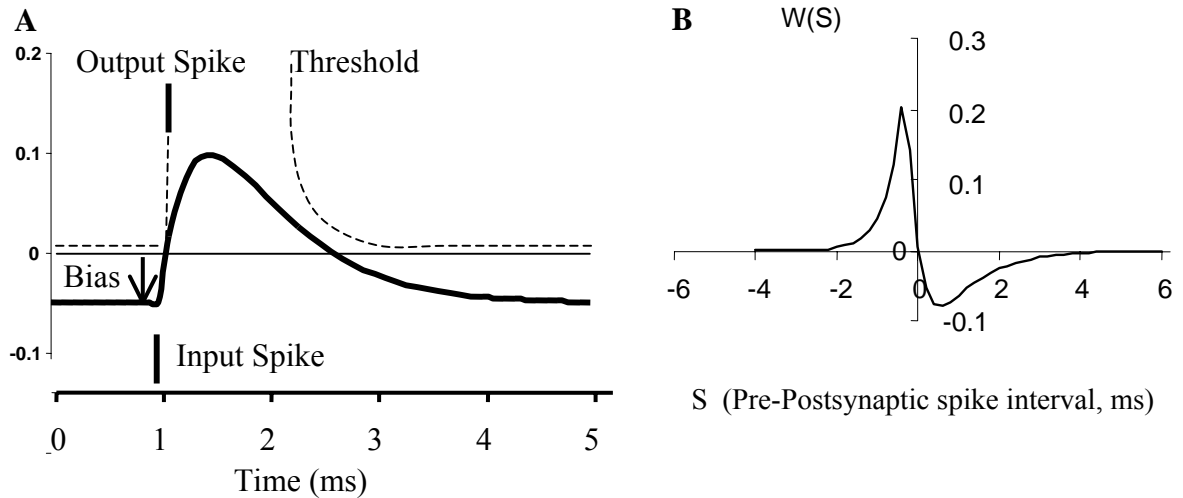 A
0.2
Output Spike
Threshold
0.1
0
Bias
-0.1
Input Spike
0 1 2 3 4 5
Time (ms)
B
W(S)
0.3
0.2
0.1
0
-6 -4 -2 0 2 4 6
-0.1
S (Pre-Postsynaptic spike interval, ms)